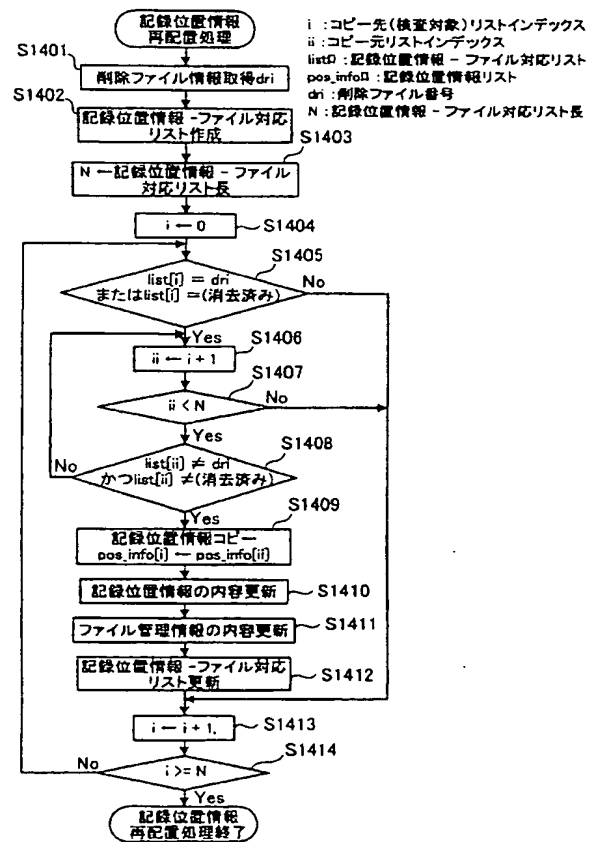 記録位置情報
再配置処理
i :コピー先(検査対象)リストインデックス
ii :コピー元リストインデックス
list[] :記録位置情報 - ファイル対応リスト
pos_info[] :記録位置情報リスト
dri :削除ファイル番号
N :記録位置情報 - ファイル対応リスト長
S1401
削除ファイル情報取得dri
S1402
記録位置情報 -ファイル対応
リスト作成
S1403
N ←記録位置情報 - ファイル
対応リスト長
i ← 0
S1404
S1405
list[i] = dri
またはlist[i] =(消去済み)
No
Yes
S1406
ii ← i + 1
S1407
ii < N
No
Yes
S1408
list[ii] ≠ dri
かつlist[ii] ≠(消去済み)
No
Yes
S1409
記録位置情報コピー
pos_info[i] ← pos_info[ii]
記録位置情報の内容更新
S1410
ファイル管理情報の内容更新
S1411
記録位置情報 -ファイル対応
リスト更新
S1412
i ← i + 1.
S1413
S1414
i >= N
No
Yes
記録位置情報
再配置処理終了